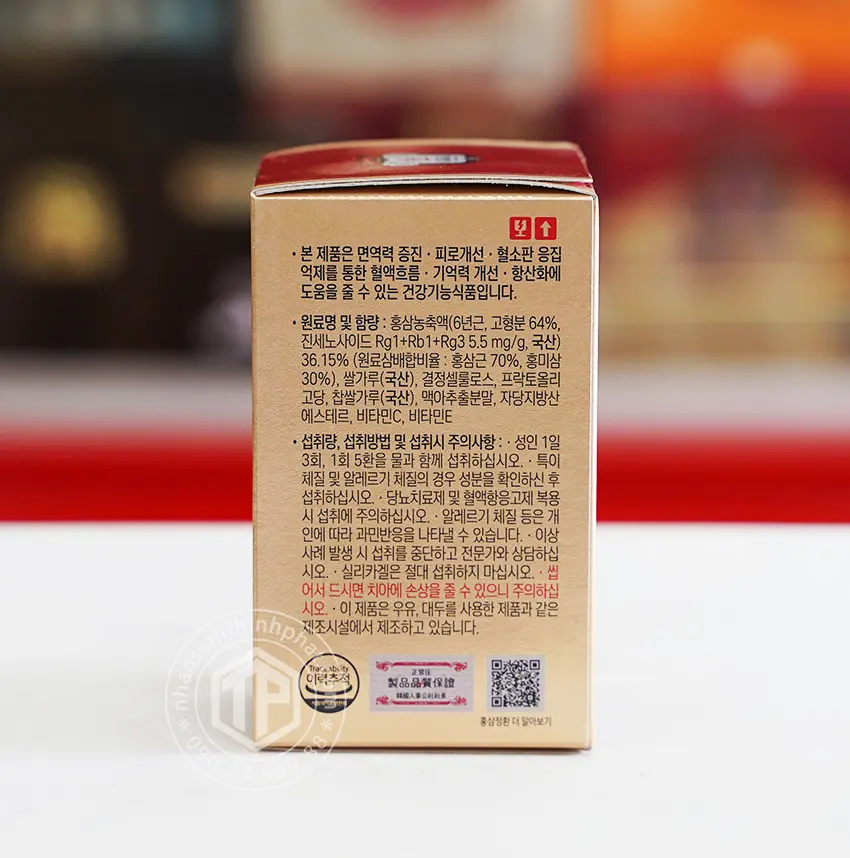 · 본 제품은 면역력 증진 · 피로개선 · 혈소판 응집
억제를 통한 혈액흐름 · 기억력 개선 · 항산화에
도움을 줄 수 있는 건강기능식품입니다.
· 원료명 및 함량 : 홍삼농축액(6년근, 고형분 64%,
진세노사이드 Rg1+Rb1+Rg3 5.5 mg/g, 국산)
36.15% (원료삼배합비율 : 홍삼근 70%, 홍미삼
30%), 쌀가루(국산), 결정셀룰로스, 프락토올리
고당, 찹쌀가루(국산), 맥아추출분말, 자당지방산
에스테르, 비타민C, 비타민E
· 섭취량, 섭취방법 및 섭취시 주의사항 : · 성인 1일
3회, 1회 5환을 물과 함께 섭취하십시오. · 특이
체질 및 알레르기 체질의 경우 성분을 확인하신 후
섭취하십시오. · 당뇨치료제 및 혈액항응고제 복용
시 섭취에 주의하십시오. · 알레르기 체질 등은 개
인에 따라 과민반응을 나타낼 수 있습니다. · 이상
사례 발생 시 섭취를 중단하고 전문가와 상담하십
시오. · 실리카겔은 절대 섭취하지 마십시오. · 씹
어서 드시면 치아에 손상을 줄 수 있으니 주의하십
시오. · 이 제품은 우유, 대두를 사용한 제품과 같은
제조시설에서 제조하고 있습니다.
Traceability
이력추적
正官庄
製品品質保證
韓國人蔘公社社長
홍삼정환 더 알아보기
TP